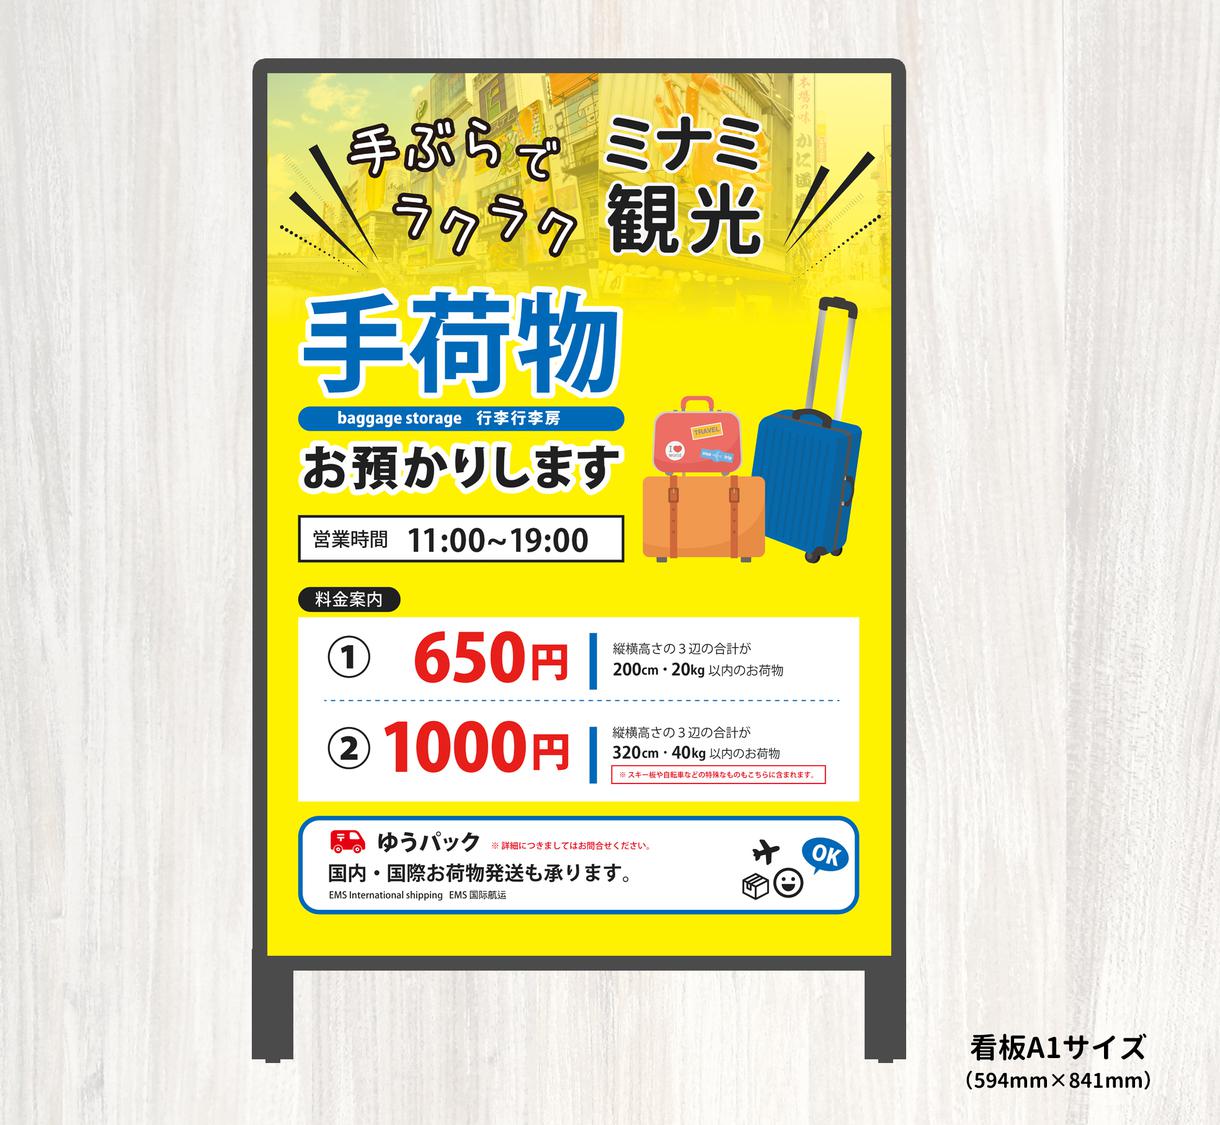 手ぶらで
ラクラク
ミナミ
観光
手荷物
baggage storage 行李行李房
お預かりします
営業時間 11:00~19:00
料金案内
① 650円
縦横高さの3辺の合計が
200cm・20kg 以内のお荷物
② 1000円
縦横高さの3辺の合計が
320cm・40kg 以内のお荷物
※ スキー板や自転車などの特殊なものもこちらに含まれます。
ゆうパック ※ 詳細につきましてはお問合せください。
国内・国際お荷物発送も承ります。
EMS International shipping EMS 国际航运
OK
TRAVEL
I
本場の味
かに道
看板A1サイズ
(594mm×841mm)